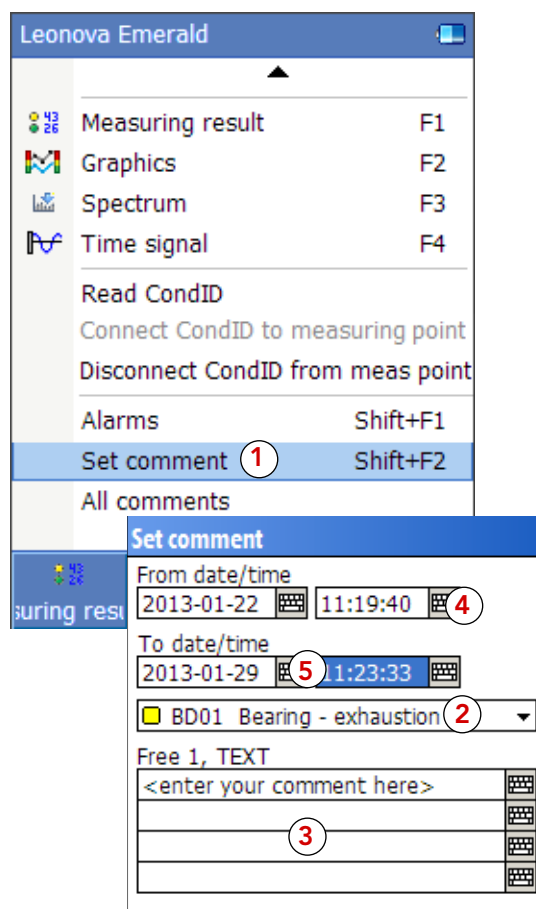 Leonova Emerald
Measuring result F1
Graphics F2
Spectrum F3
Time signal F4
Read CondID
Connect CondID to measuring point
Disconnect CondID from meas point
Alarms Shift+F1
Set comment 1 Shift+F2
All comments
43
26
suring resu
Set comment
From date/time
2013-01-22 11:19:40 4
To date/time
2013-01-29 5 11:23:33
BD01 Bearing - exhaustion 2
Free 1, TEXT
<enter your comment here>
3